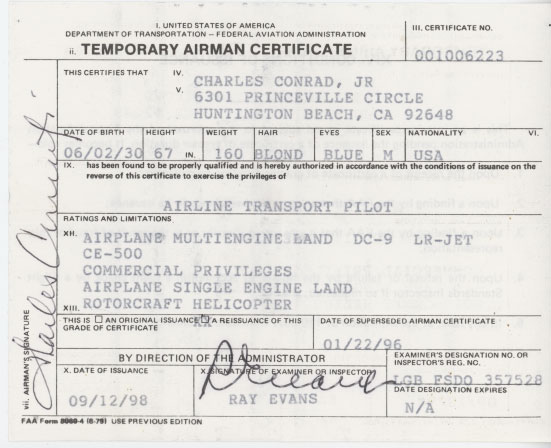 I. UNITED STATES OF AMERICA
DEPARTMENT OF TRANSPORTATION – FEDERAL AVIATION ADMINISTRATION
II. TEMPORARY AIRMAN CERTIFICATE
III. CERTIFICATE NO.
001006223
THIS CERTIFIES THAT IV. CHARLES CONRAD, JR
V. 6301 PRINCEVILLE CIRCLE
HUNTINGTON BEACH, CA 92648
DATE OF BIRTH HEIGHT WEIGHT HAIR EYES SEX NATIONALITY VI.
06/02/30 67 IN. 160 BLOND BLUE M USA
IX. has been found to be properly qualified and is hereby authorized in accordance with the conditions of issuance on the
reverse of this certificate to exercise the privileges of
AIRLINE TRANSPORT PILOT
RATINGS AND LIMITATIONS
XII. AIRPLANE MULTIENGINE LAND DC-9 LR-JET
CE-500
COMMERCIAL PRIVILEGES
AIRPLANE SINGLE ENGINE LAND
XIII. ROTORCRAFT HELICOPTER
THIS IS ☐ AN ORIGINAL ISSUANCE ☐ A REISSUANCE OF THIS
GRADE OF CERTIFICATE XX
DATE OF SUPERSEDED AIRMAN CERTIFICATE
01/22/96
BY DIRECTION OF THE ADMINISTRATOR
EXAMINER'S DESIGNATION NO. OR
INSPECTOR'S REG. NO.
LGB FSDO 357528
X. DATE OF ISSUANCE
09/12/98
X. SIGNATURE OF EXAMINER OR INSPECTOR
RAY EVANS
DATE DESIGNATION EXPIRES
N/A
VII. AIRMAN'S SIGNATURE
FAA Form 8060-4 (8-79) USE PREVIOUS EDITION